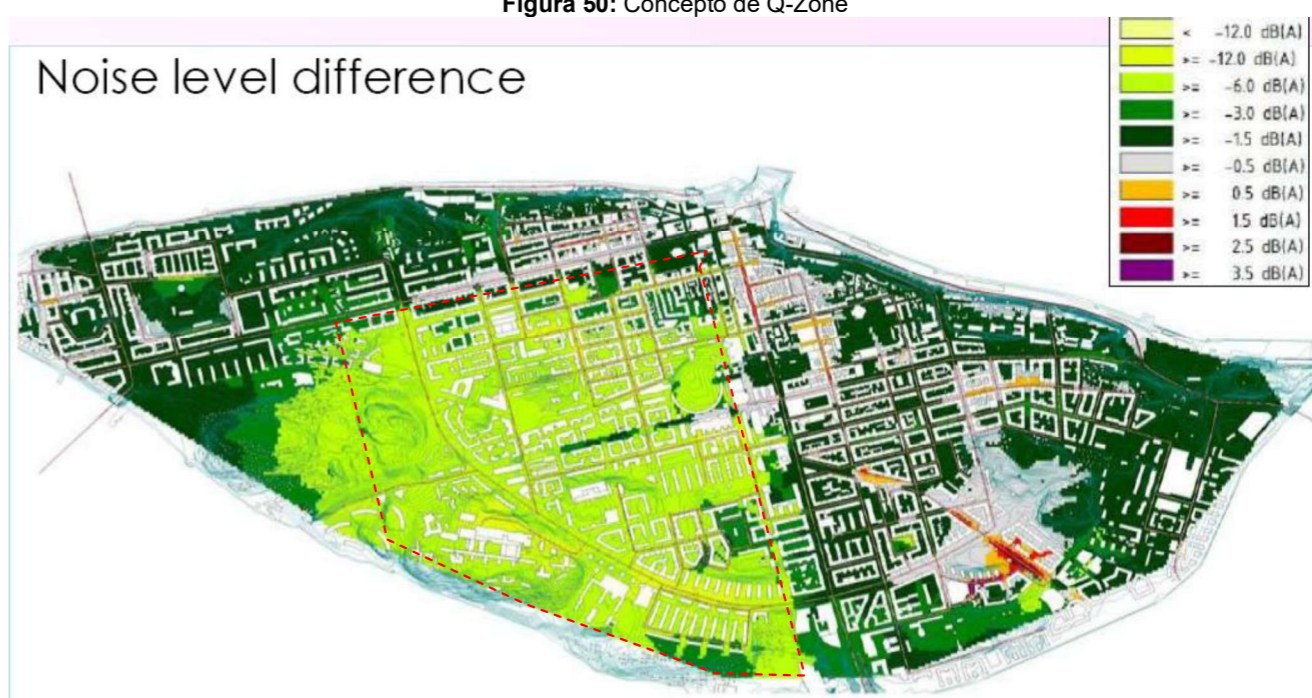 Figura 50: Concepto de Q-Zone
Noise level difference
< -12.0 dB(A)
>= -12.0 dB(A)
>= -6.0 dB(A)
>= -3.0 dB(A)
>= -1.5 dB(A)
>= -0.5 dB(A)
>= 0.5 dB(A)
>= 1.5 dB(A)
>= 2.5 dB(A)
>= 3.5 dB(A)